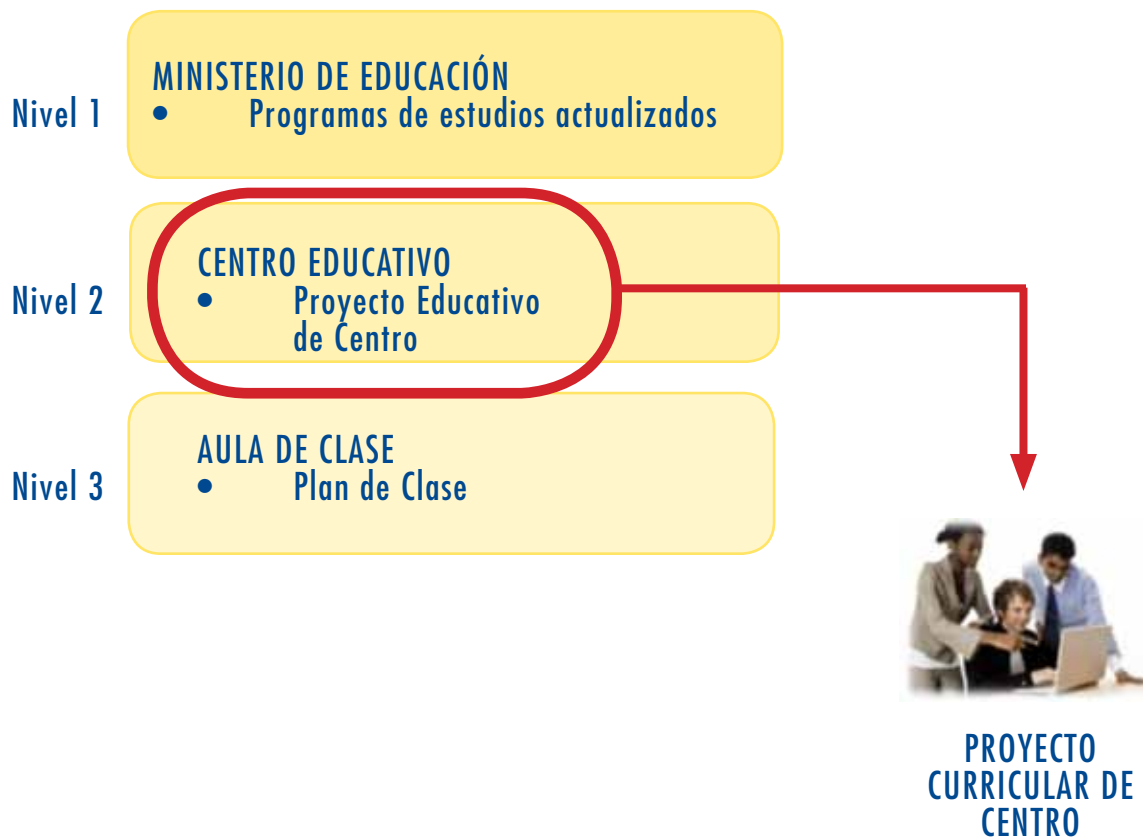 MINISTERIO DE EDUCACIÓN
Nivel 1
• Programas de estudios actualizados
CENTRO EDUCATIVO
Nivel 2
• Proyecto Educativo
de Centro
AULA DE CLASE
Nivel 3
• Plan de Clase
PROYECTO
CURRICULAR DE
CENTRO